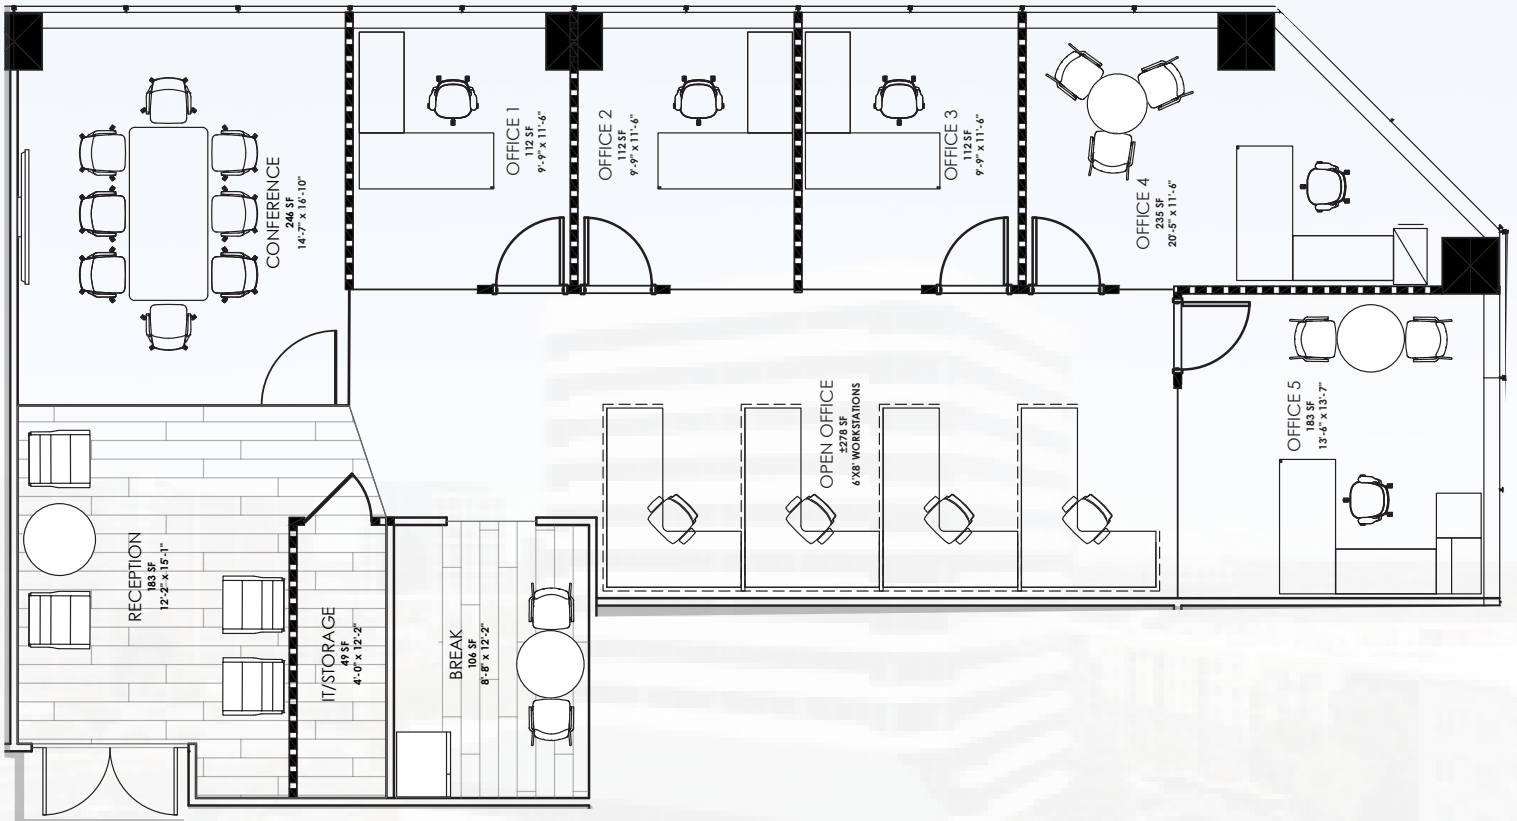 CONFERENCE
246 SF
14'-7" x 16'-10"
OFFICE 1
112 SF
9'-9" x 11'-6"
OFFICE 2
112 SF
9'-9" x 11'-6"
OFFICE 3
112 SF
9'-9" x 11'-6"
OFFICE 4
235 SF
20'-5" x 11'-6"
OFFICE 5
183 SF
13'-6" x 13'-7"
OPEN OFFICE
±278 SF
6'X8' WORKSTATIONS
RECEPTION
183 SF
12'-2" x 15'-1"
IT/STORAGE
49 SF
4'-0" x 12'-2"
BREAK
106 SF
8'-8" x 12'-2"